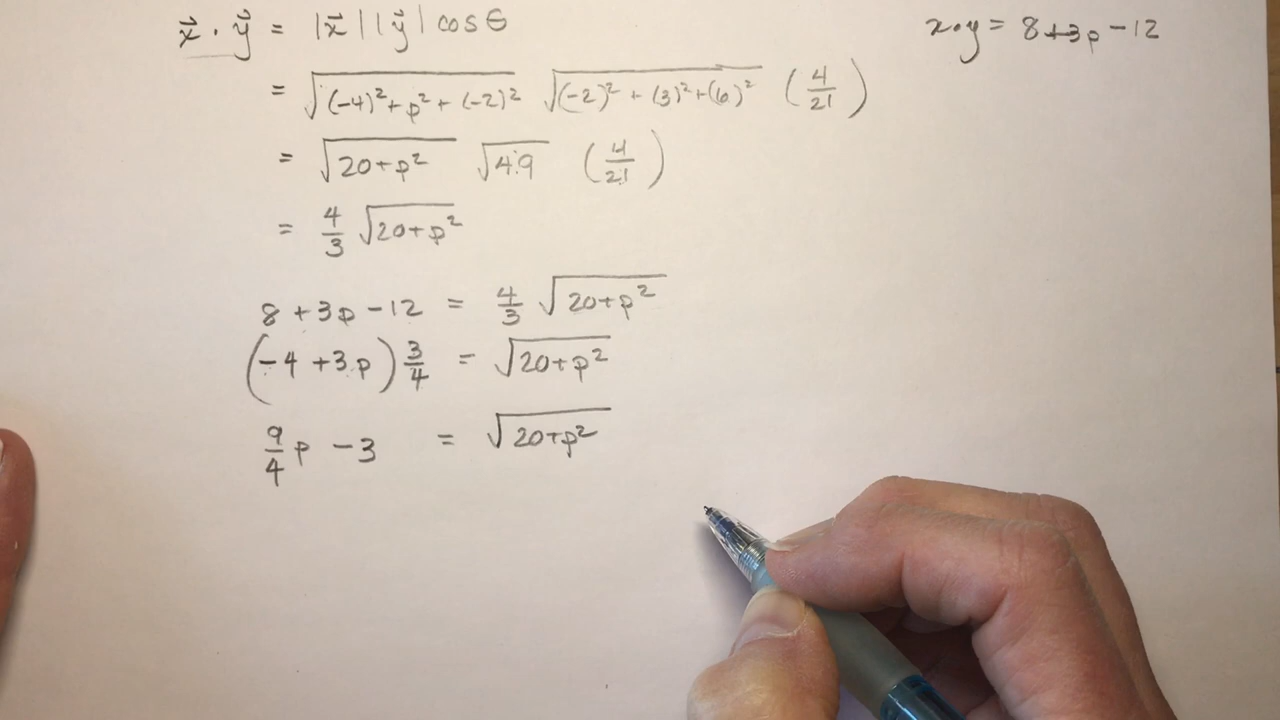 x⃗ · y⃗ = |x⃗| |y⃗| cos θ
x·y = 8+3p-12
= √((-4)²+p²+(-2)²) √((-2)²+(3)²+(6)²) (4/21)
= √(20+p²) √49 (4/21)
= 4/3 √(20+p²)
8+3p-12 = 4/3 √(20+p²)
(-4+3p) 3/4 = √(20+p²)
9/4 p - 3 = √(20+p²)